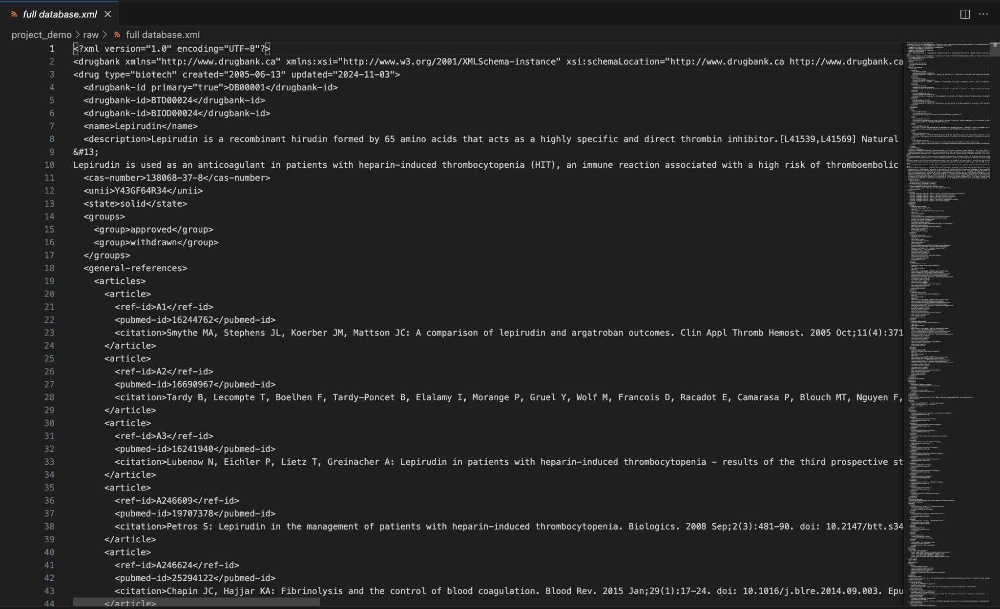 full database.xml
project_demo > raw > full database.xml
1 <?xml version="1.0" encoding="UTF-8"?>
2 <drugbank xmlns="http://www.drugbank.ca" xmlns:xsi="http://www.w3.org/2001/XMLSchema-instance" xsi:schemaLocation="http://www.drugbank.ca http://www.drugbank.ca
3 <drug type="biotech" created="2005-06-13" updated="2024-11-03">
4 <drugbank-id primary="true">DB00001</drugbank-id>
5 <drugbank-id>BTD00024</drugbank-id>
6 <drugbank-id>BIOD00024</drugbank-id>
7 <name>Lepirudin</name>
8 <description>Lepirudin is a recombinant hirudin formed by 65 amino acids that acts as a highly specific and direct thrombin inhibitor.[L41539,L41569] Natural
9 &#13;
10 Lepirudin is used as an anticoagulant in patients with heparin-induced thrombocytopenia (HIT), an immune reaction associated with a high risk of thromboembolic
11 <cas-number>138068-37-8</cas-number>
12 <unii>Y43GF64R34</unii>
13 <state>solid</state>
14 <groups>
15 <group>approved</group>
16 <group>withdrawn</group>
17 </groups>
18 <general-references>
19 <articles>
20 <article>
21 <ref-id>A1</ref-id>
22 <pubmed-id>16244762</pubmed-id>
23 <citation>Smythe MA, Stephens JL, Koerber JM, Mattson JC: A comparison of lepirudin and argatroban outcomes. Clin Appl Thromb Hemost. 2005 Oct;11(4):371
24 </article>
25 <article>
26 <ref-id>A2</ref-id>
27 <pubmed-id>16690967</pubmed-id>
28 <citation>Tardy B, Lecompte T, Boelhen F, Tardy-Poncet B, Elalamy I, Morange P, Gruel Y, Wolf M, Francois D, Racadot E, Camarasa P, Blouch MT, Nguyen F,
29 </article>
30 <article>
31 <ref-id>A3</ref-id>
32 <pubmed-id>16241940</pubmed-id>
33 <citation>Lubenow N, Eichler P, Lietz T, Greinacher A: Lepirudin in patients with heparin-induced thrombocytopenia - results of the third prospective st
34 </article>
35 <article>
36 <ref-id>A246609</ref-id>
37 <pubmed-id>19707378</pubmed-id>
38 <citation>Petros S: Lepirudin in the management of patients with heparin-induced thrombocytopenia. Biologics. 2008 Sep;2(3):481-90. doi: 10.2147/btt.s34
39 </article>
40 <article>
41 <ref-id>A246624</ref-id>
42 <pubmed-id>25294122</pubmed-id>
43 <citation>Chapin JC, Hajjar KA: Fibrinolysis and the control of blood coagulation. Blood Rev. 2015 Jan;29(1):17-24. doi: 10.1016/j.blre.2014.09.003. Epu
44 </article>